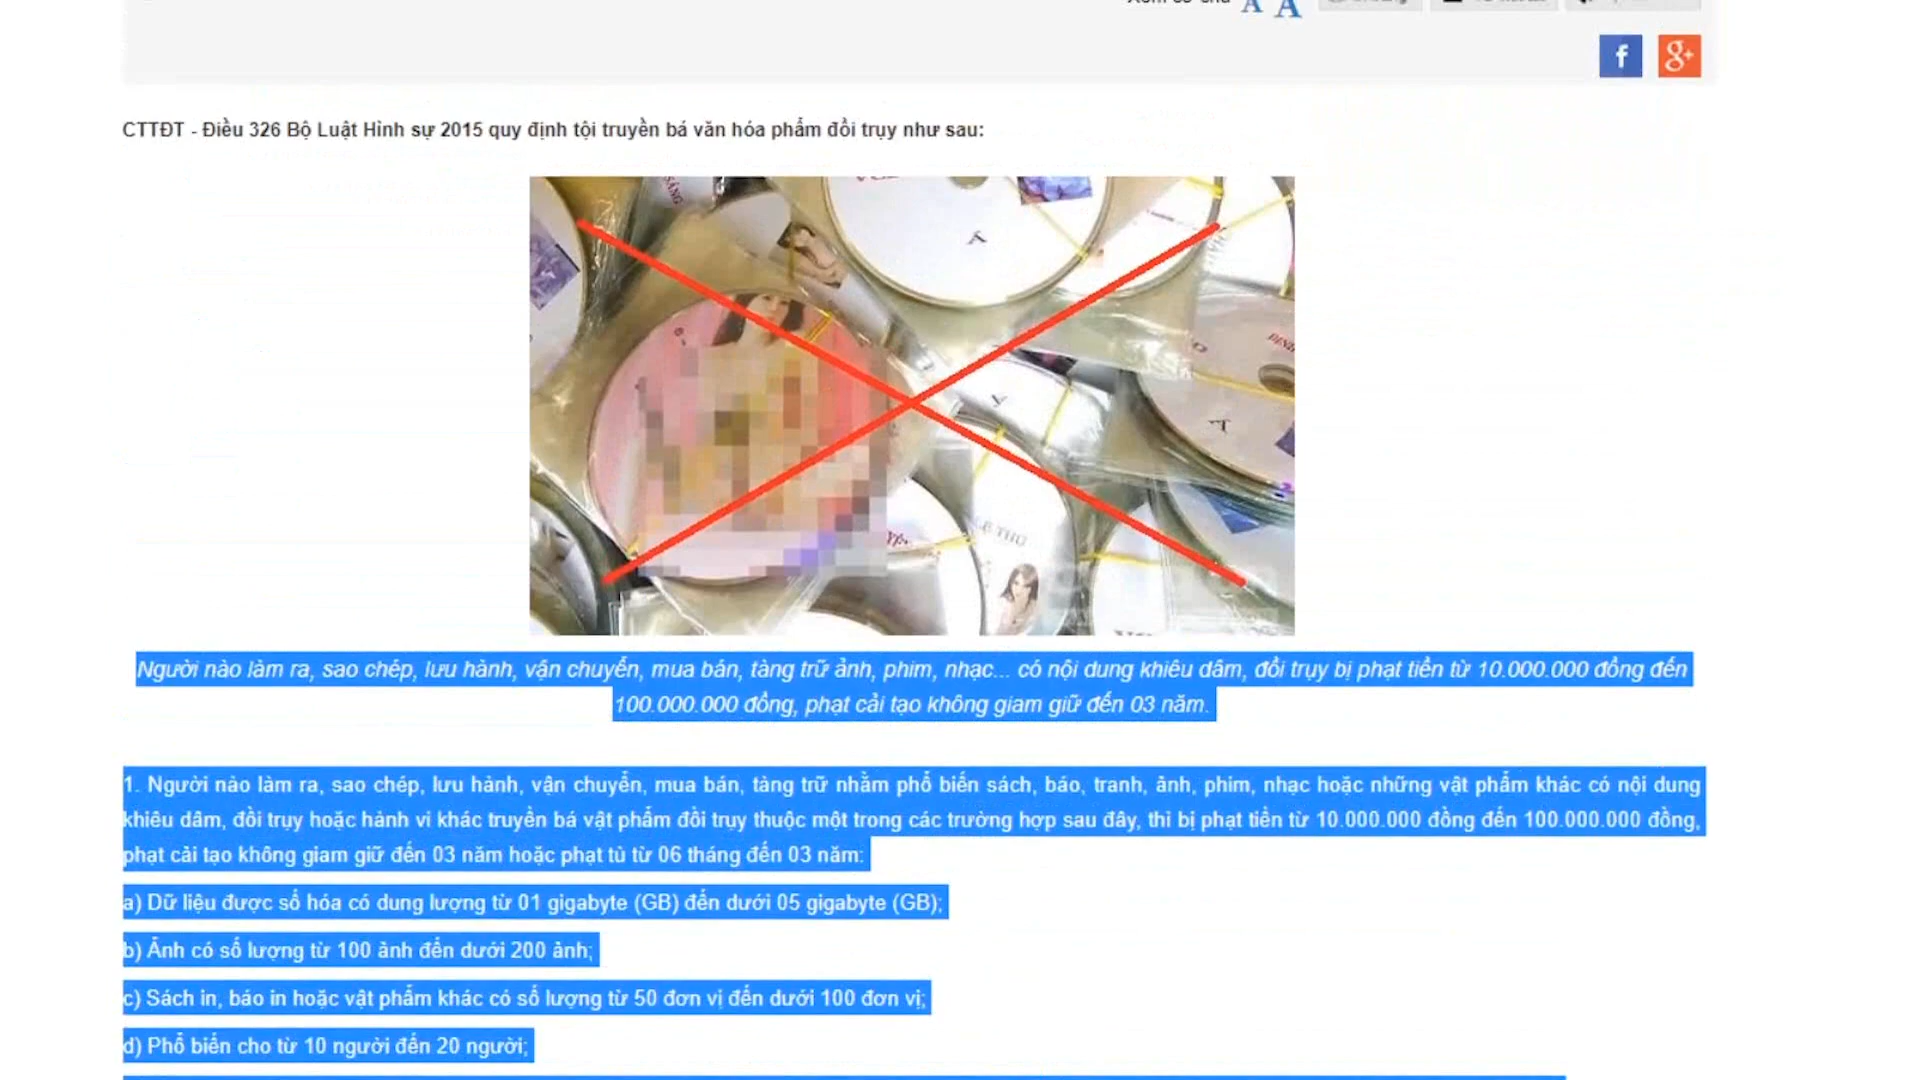 A A
f g+
CTTĐT - Điều 326 Bộ Luật Hình sự 2015 quy định tội truyền bá văn hóa phẩm đồi trụy như sau:
Người nào làm ra, sao chép, lưu hành, vận chuyển, mua bán, tàng trữ ảnh, phim, nhạc... có nội dung khiêu dâm, đồi trụy bị phạt tiền từ 10.000.000 đồng đến
100.000.000 đồng, phạt cải tạo không giam giữ đến 03 năm.
1. Người nào làm ra, sao chép, lưu hành, vận chuyển, mua bán, tàng trữ nhằm phổ biến sách, báo, tranh, ảnh, phim, nhạc hoặc những vật phẩm khác có nội dung
khiêu dâm, đồi trụy hoặc hành vi khác truyền bá vật phẩm đồi trụy thuộc một trong các trường hợp sau đây, thì bị phạt tiền từ 10.000.000 đồng đến 100.000.000 đồng,
phạt cải tạo không giam giữ đến 03 năm hoặc phạt tù từ 06 tháng đến 03 năm:
a) Dữ liệu được số hóa có dung lượng từ 01 gigabyte (GB) đến dưới 05 gigabyte (GB);
b) Ảnh có số lượng từ 100 ảnh đến dưới 200 ảnh;
c) Sách in, báo in hoặc vật phẩm khác có số lượng từ 50 đơn vị đến dưới 100 đơn vị;
d) Phổ biến cho từ 10 người đến 20 người;